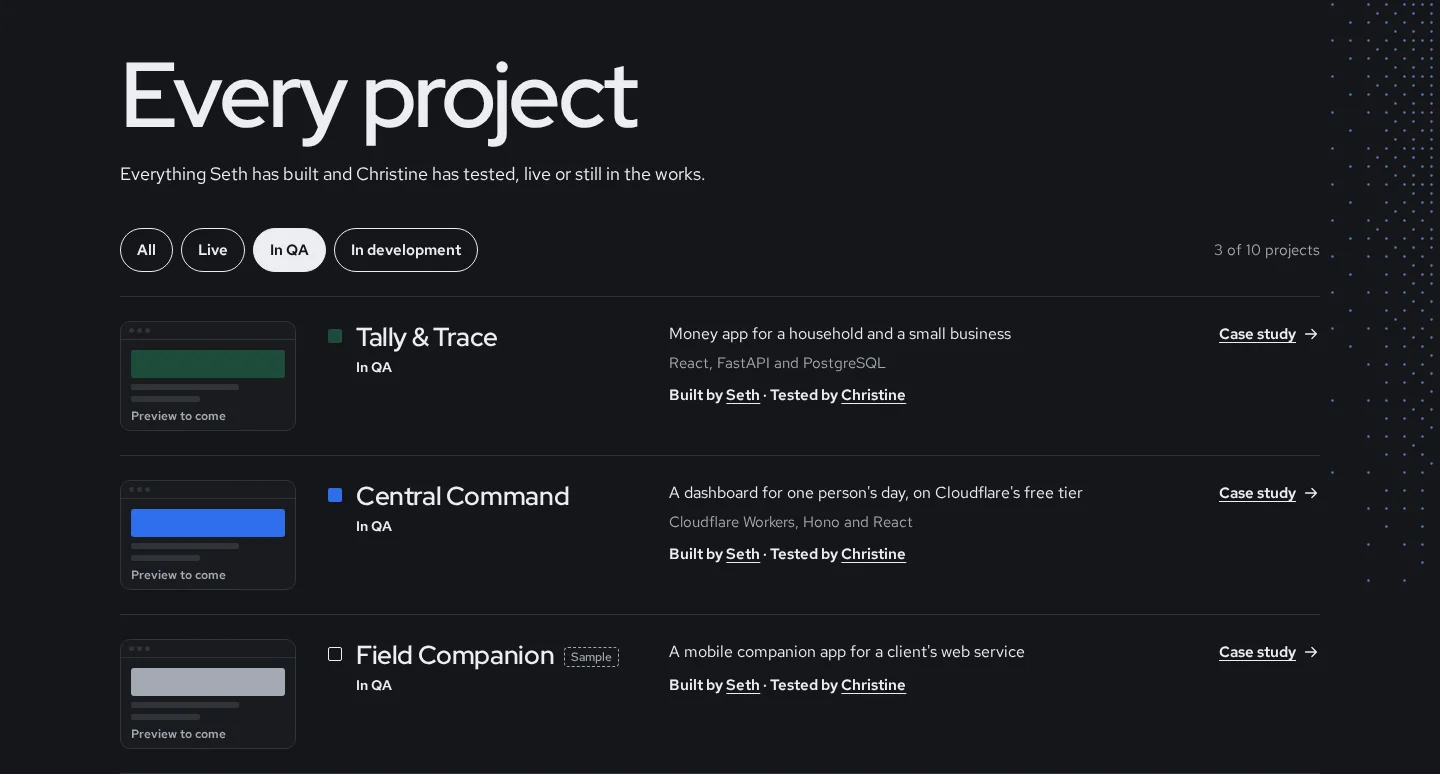 Every project
Everything Seth has built and Christine has tested, live or still in the works.
All Live In QA In development 3 of 10 projects
Tally & Trace
In QA
Money app for a household and a small business
React, FastAPI and PostgreSQL
Built by Seth · Tested by Christine
Case study →
Preview to come
Central Command
In QA
A dashboard for one person's day, on Cloudflare's free tier
Cloudflare Workers, Hono and React
Built by Seth · Tested by Christine
Case study →
Preview to come
Field Companion Sample
In QA
A mobile companion app for a client's web service
Built by Seth · Tested by Christine
Case study →
Preview to come